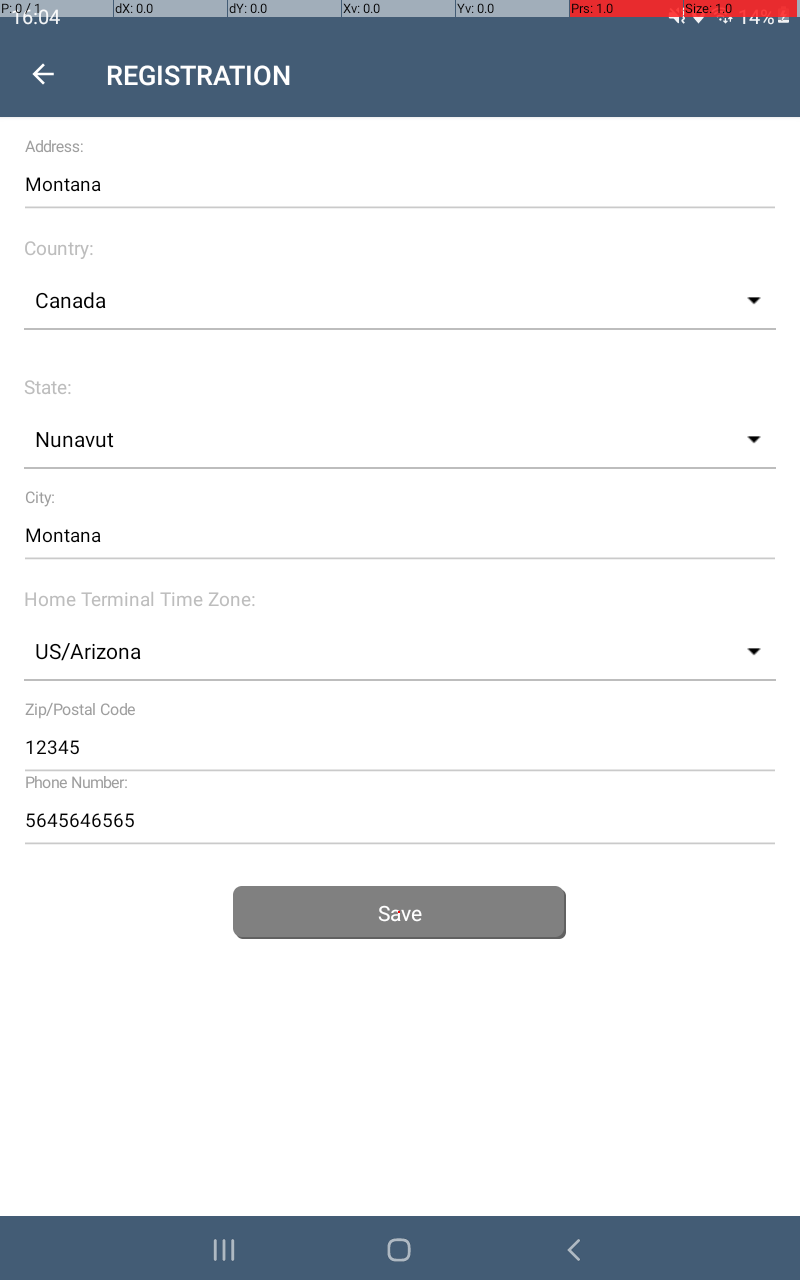 P: 0 / 1 dX: 0.0 dY: 0.0 Xv: 0.0 Yv: 0.0 Prs: 1.0 Size: 1.0
16:04 14%
REGISTRATION
Address:
Montana
Country:
Canada
State:
Nunavut
City:
Montana
Home Terminal Time Zone:
US/Arizona
Zip/Postal Code
12345
Phone Number:
5645646565
Save